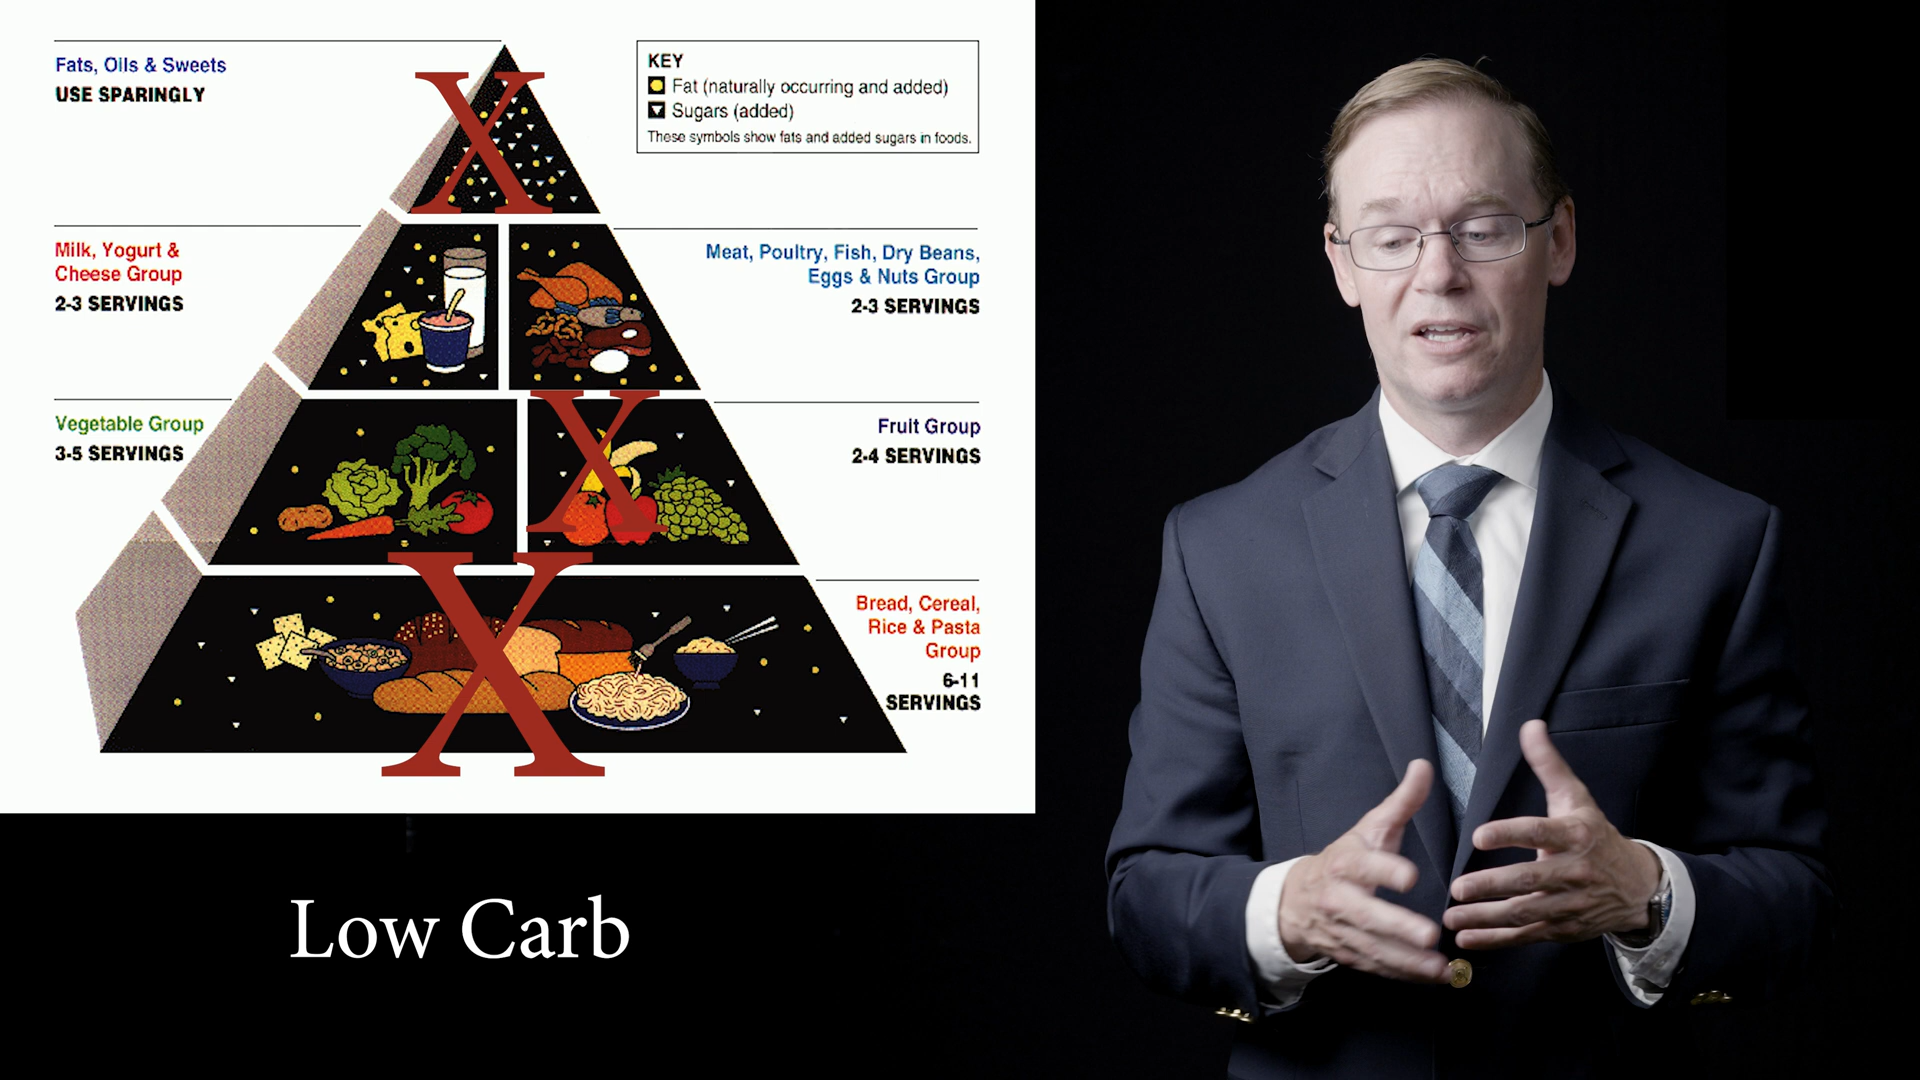 Fats, Oils & Sweets
USE SPARINGLY
KEY
Fat (naturally occurring and added)
Sugars (added)
These symbols show fats and added sugars in foods.
Milk, Yogurt &
Cheese Group
2-3 SERVINGS
Meat, Poultry, Fish, Dry Beans,
Eggs & Nuts Group
2-3 SERVINGS
Vegetable Group
3-5 SERVINGS
Fruit Group
2-4 SERVINGS
Bread, Cereal,
Rice & Pasta
Group
6-11
SERVINGS
X
X
X
Low Carb